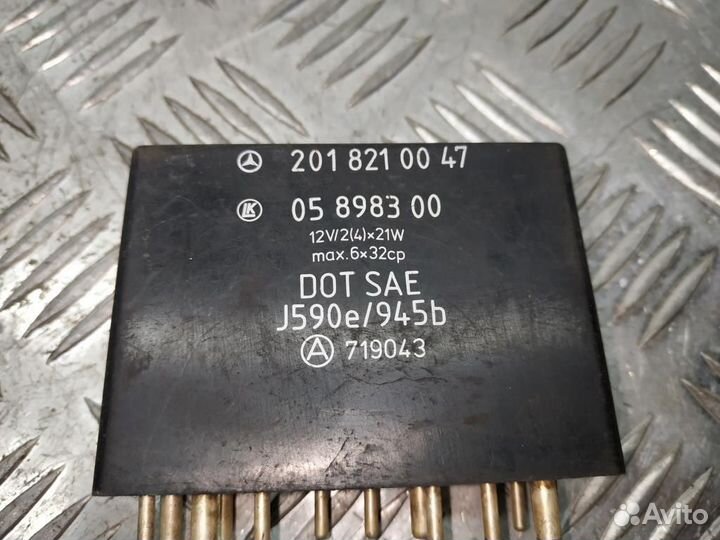 201 821 00 47
LK 05 8983 00
12V/2(4)×21W
max.6×32cp
DOT SAE
J590e/945b
A 719043
Avito